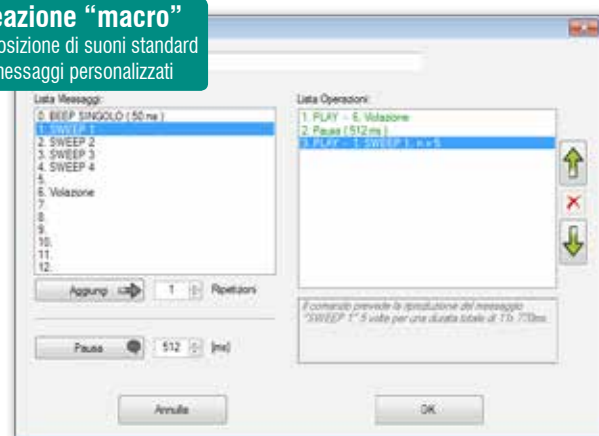 eazione “macro”
osizione di suoni standard
nessaggi personalizzati
Lista Messaggi:
0. BEEP SINGOLO ( 50 ms )
1. SWEEP 1
2. SWEEP 2
3. SWEEP 3
4. SWEEP 4
5.
6. Violazione
7.
8.
9.
10.
11.
12.
Aggiungi
1
Ripetizioni
Pausa
512
[ms]
Lista Operazioni:
1. PLAY - 6. Violazione
2. Pausa ( 512 ms )
3. PLAY - 1. SWEEP 1, n × 5
Il comando prevede la riproduzione del messaggio
"SWEEP 1" 5 volte per una durata totale di 770ms.
Annulla
OK